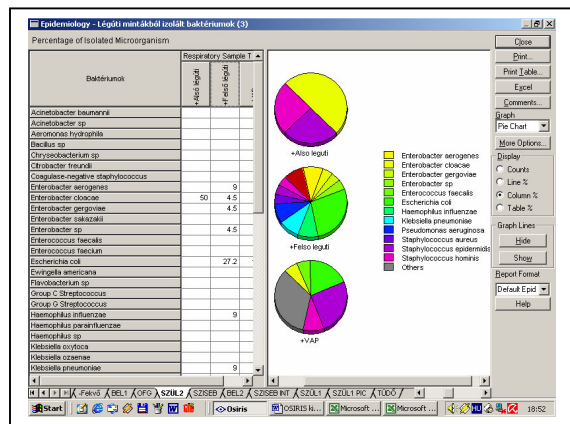 Epidemiology - Légúti mintákból izolált baktériumok (3)
Percentage of Isolated Microorganism
Respiratory Sample T
Baktériumok
+Alsó légúti
+Felső légúti
Acinetobacter baumannii
Acinetobacter sp
Aeromonas hydrophila
Bacillus sp
Chryseobacterium sp
Citrobacter freundii
Coagulase-negative staphylococcus
Enterobacter aerogenes 9
Enterobacter cloacae 50 4.5
Enterobacter gergoviae 4.5
Enterobacter sakazakii
Enterobacter sp 4.5
Enterococcus faecalis
Enterococcus faecium
Escherichia coli 27.2
Ewingella americana
Flavobacterium sp
Group C Streptococcus
Group G Streptococcus
Haemophilus influenzae 9
Haemophilus parainfluenzae
Haemophilus sp
Klebsiella oxytoca
Klebsiella ozaenae
Klebsiella pneumoniae 9
+Also leguti
+Felso leguti
+VAP
Enterobacter aerogenes
Enterobacter cloacae
Enterobacter gergoviae
Enterobacter sp
Enterococcus faecalis
Escherichia coli
Haemophilus influenzae
Klebsiella pneumoniae
Pseudomonas aeruginosa
Staphylococcus aureus
Staphylococcus epidermidis
Staphylococcus hominis
Others
Close
Print...
Print Table...
Excel
Comments...
Graph
Pie Chart
More Options...
Display
Counts
Line %
Column %
Table %
Graph Lines
Hide
Show
Report Format
Default Epid
Help
-Fekvő BEL1 OFG SZÜL2 SZISEB BEL2 SZISEB INT SZÜL1 SZÜL1 PIC TÜDŐ
Start Osiris OSIRIS ki... Microsoft ... Microsoft ... HU 18:52